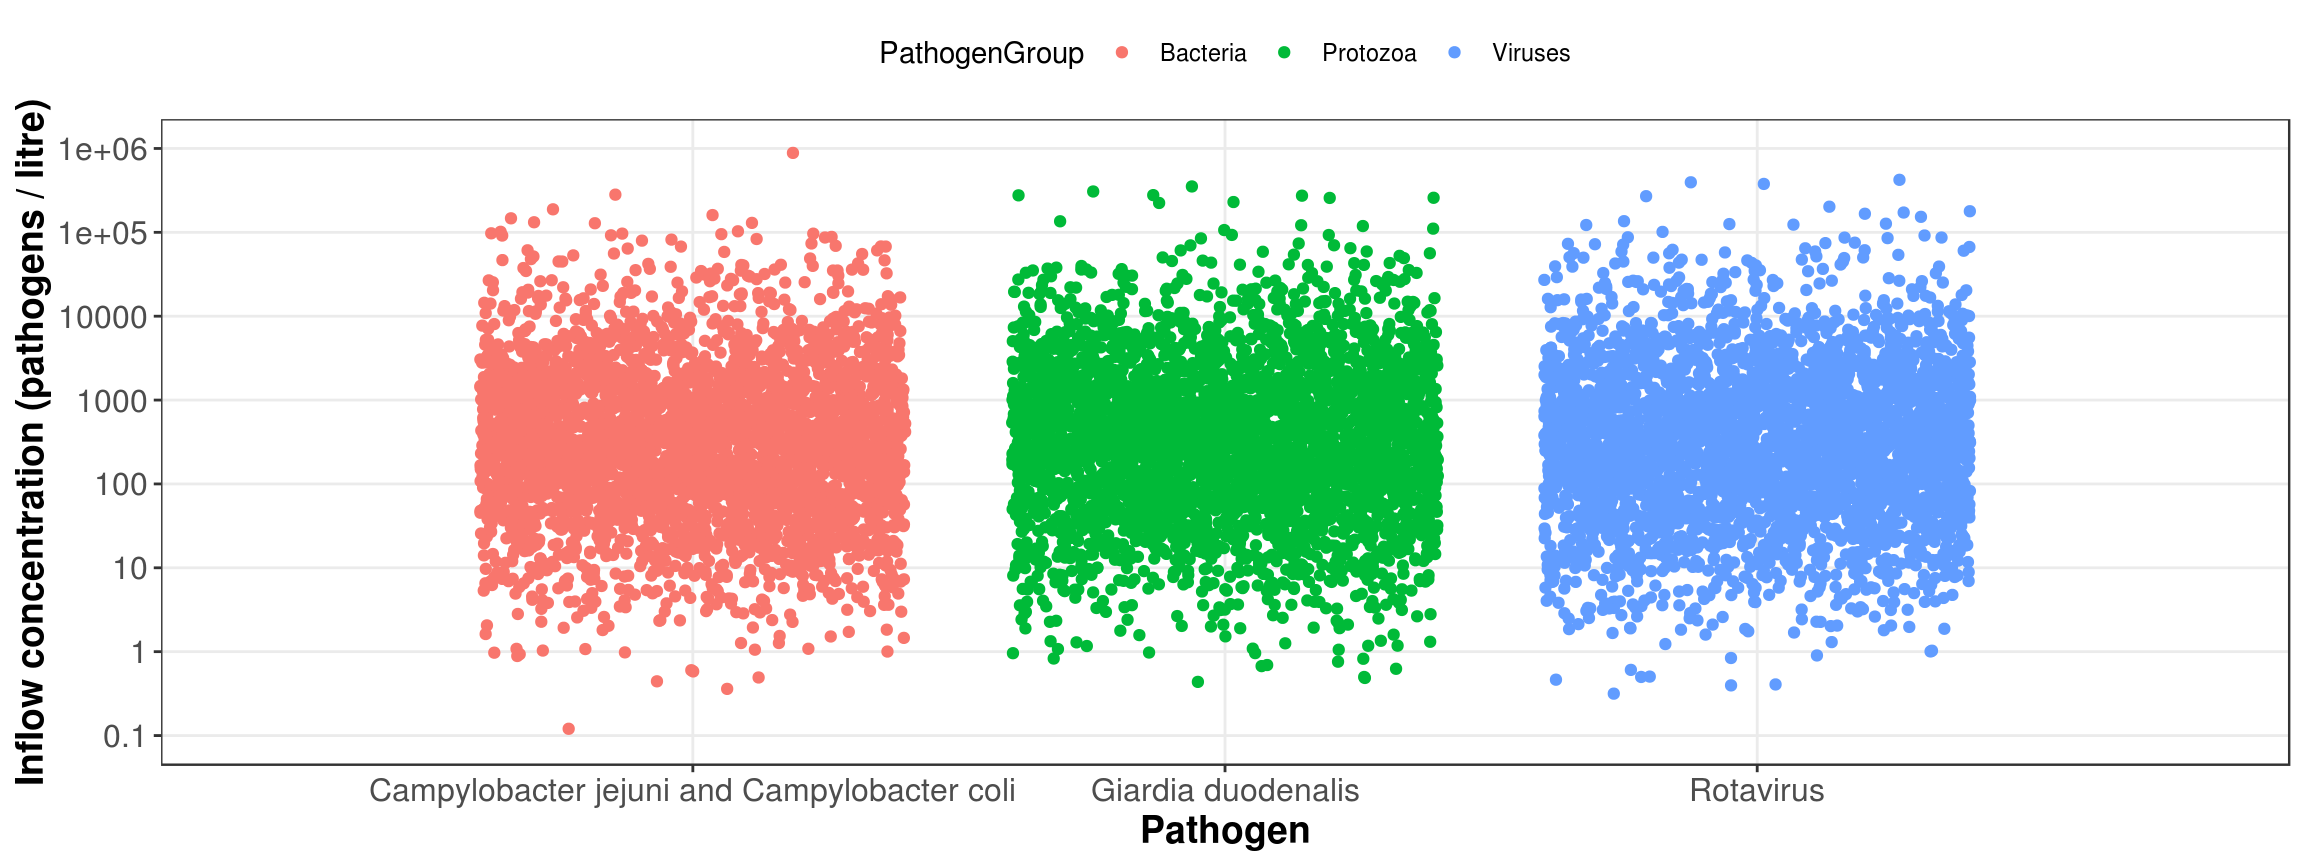 PathogenGroup Bacteria Protozoa Viruses
Inflow concentration (pathogens / litre)
1e+06
1e+05
10000
1000
100
10
1
0.1
Campylobacter jejuni and Campylobacter coli Giardia duodenalis Rotavirus
Pathogen